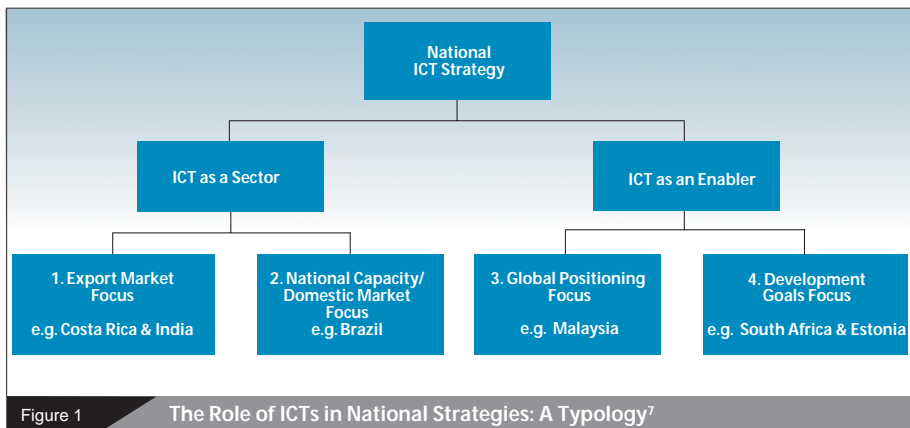 National
ICT Strategy
ICT as a Sector
ICT as an Enabler
1. Export Market
Focus
e.g. Costa Rica & India
2. National Capacity/
Domestic Market
Focus
e.g. Brazil
3. Global Positioning
Focus
e.g. Malaysia
4. Development
Goals Focus
e.g. South Africa & Estonia
Figure 1
The Role of ICTs in National Strategies: A Typology⁷